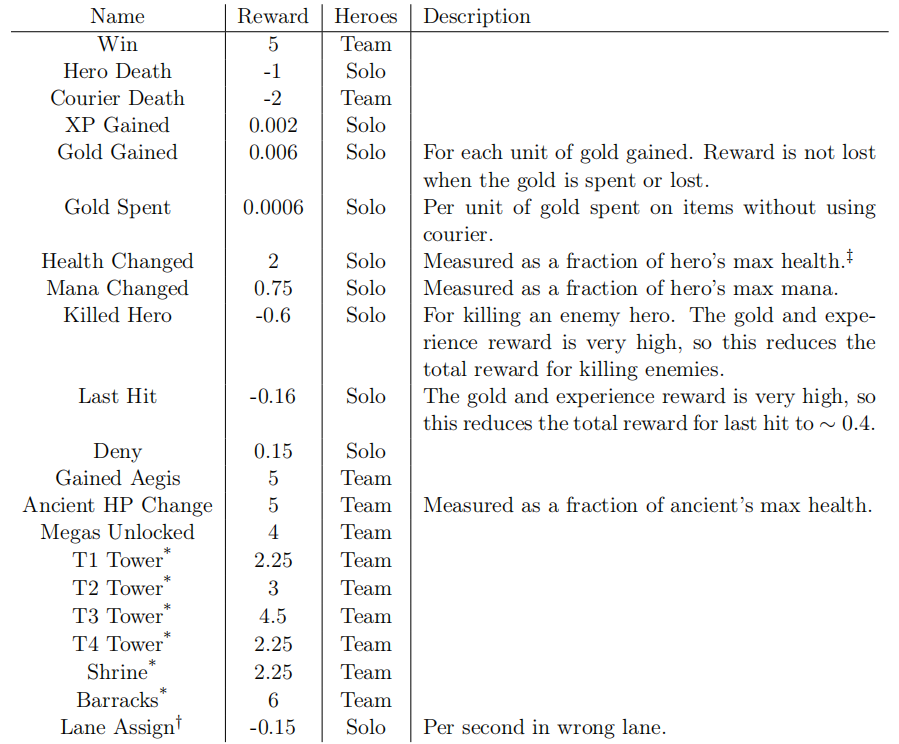 Name Reward Heroes Description
Win 5 Team
Hero Death -1 Solo
Courier Death -2 Team
XP Gained 0.002 Solo
Gold Gained 0.006 Solo For each unit of gold gained. Reward is not lost
when the gold is spent or lost.
Gold Spent 0.0006 Solo Per unit of gold spent on items without using
courier.
Health Changed 2 Solo Measured as a fraction of hero's max health.‡
Mana Changed 0.75 Solo Measured as a fraction of hero's max mana.
Killed Hero -0.6 Solo For killing an enemy hero. The gold and expe-
rience reward is very high, so this reduces the
total reward for killing enemies.
Last Hit -0.16 Solo The gold and experience reward is very high, so
this reduces the total reward for last hit to ∼ 0.4.
Deny 0.15 Solo
Gained Aegis 5 Team
Ancient HP Change 5 Team Measured as a fraction of ancient's max health.
Megas Unlocked 4 Team
T1 Tower* 2.25 Team
T2 Tower* 3 Team
T3 Tower* 4.5 Team
T4 Tower* 2.25 Team
Shrine* 2.25 Team
Barracks* 6 Team
Lane Assign† -0.15 Solo Per second in wrong lane.